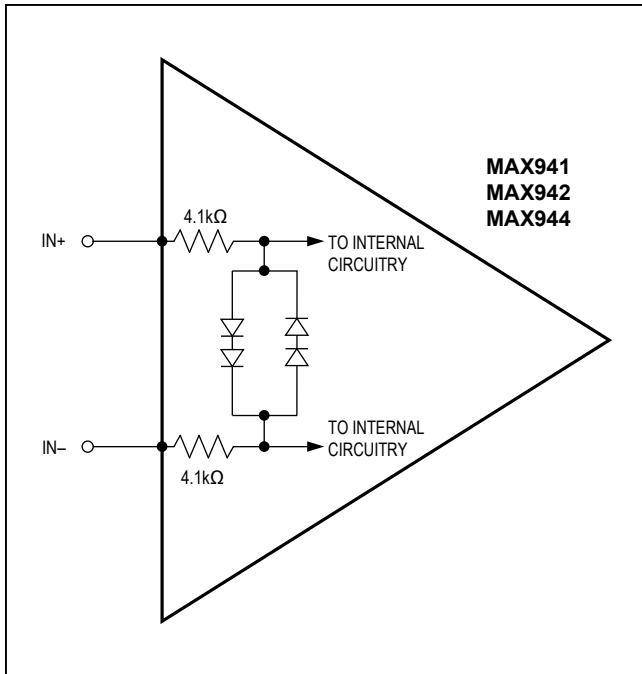 MAX941
MAX942
MAX944
4.1kΩ
IN+
TO INTERNAL
CIRCUITRY
TO INTERNAL
CIRCUITRY
IN–
4.1kΩ